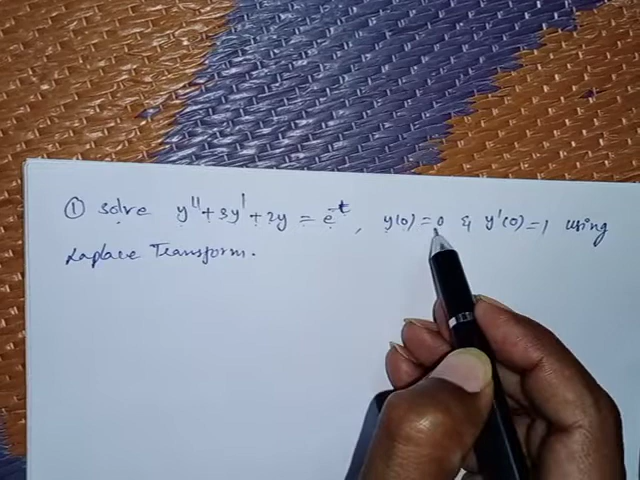 ① Solve y'' + 3y' + 2y = e^-t, y(0) = 0 & y'(0) = 1 using
Laplace Transform.